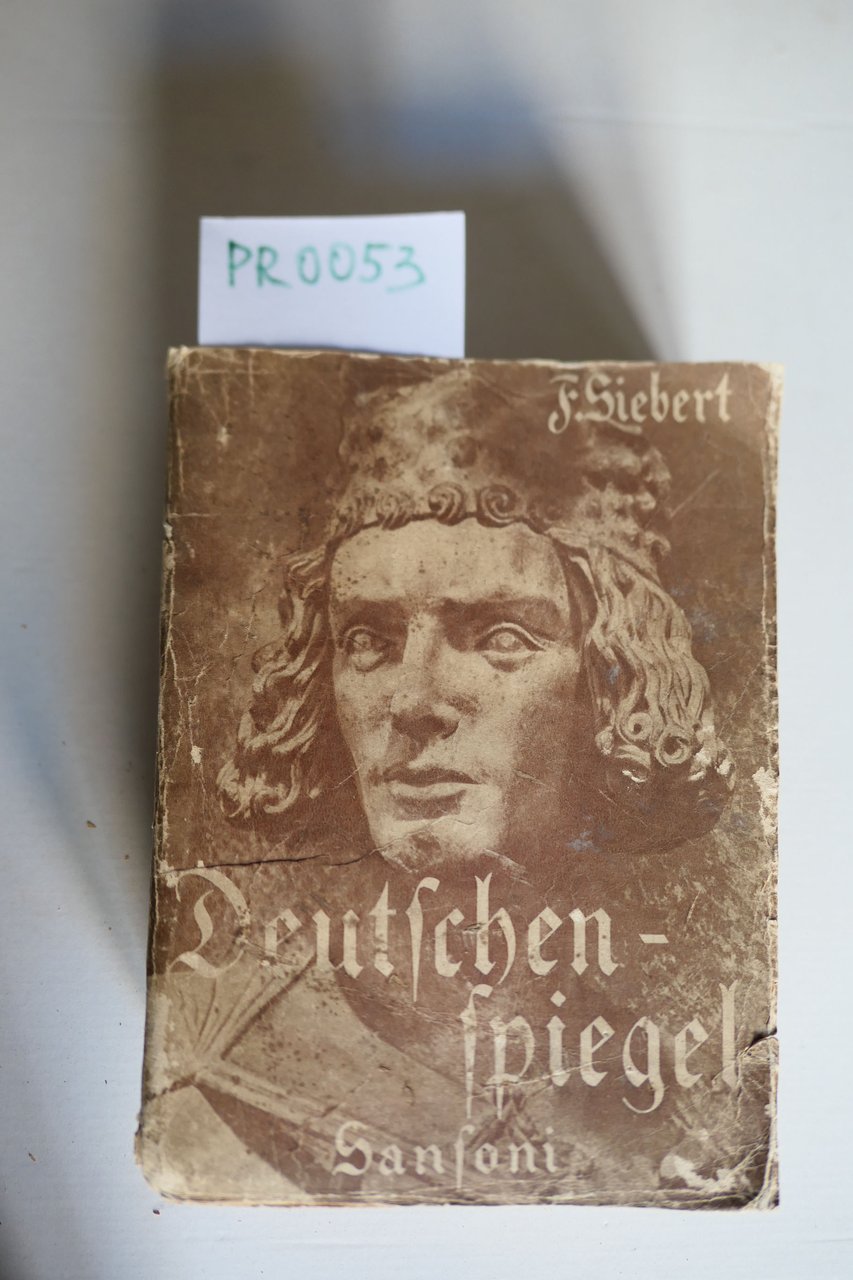 PR0053
F. Siebert
Deutſchen-
ſpiegel
Sanſoni